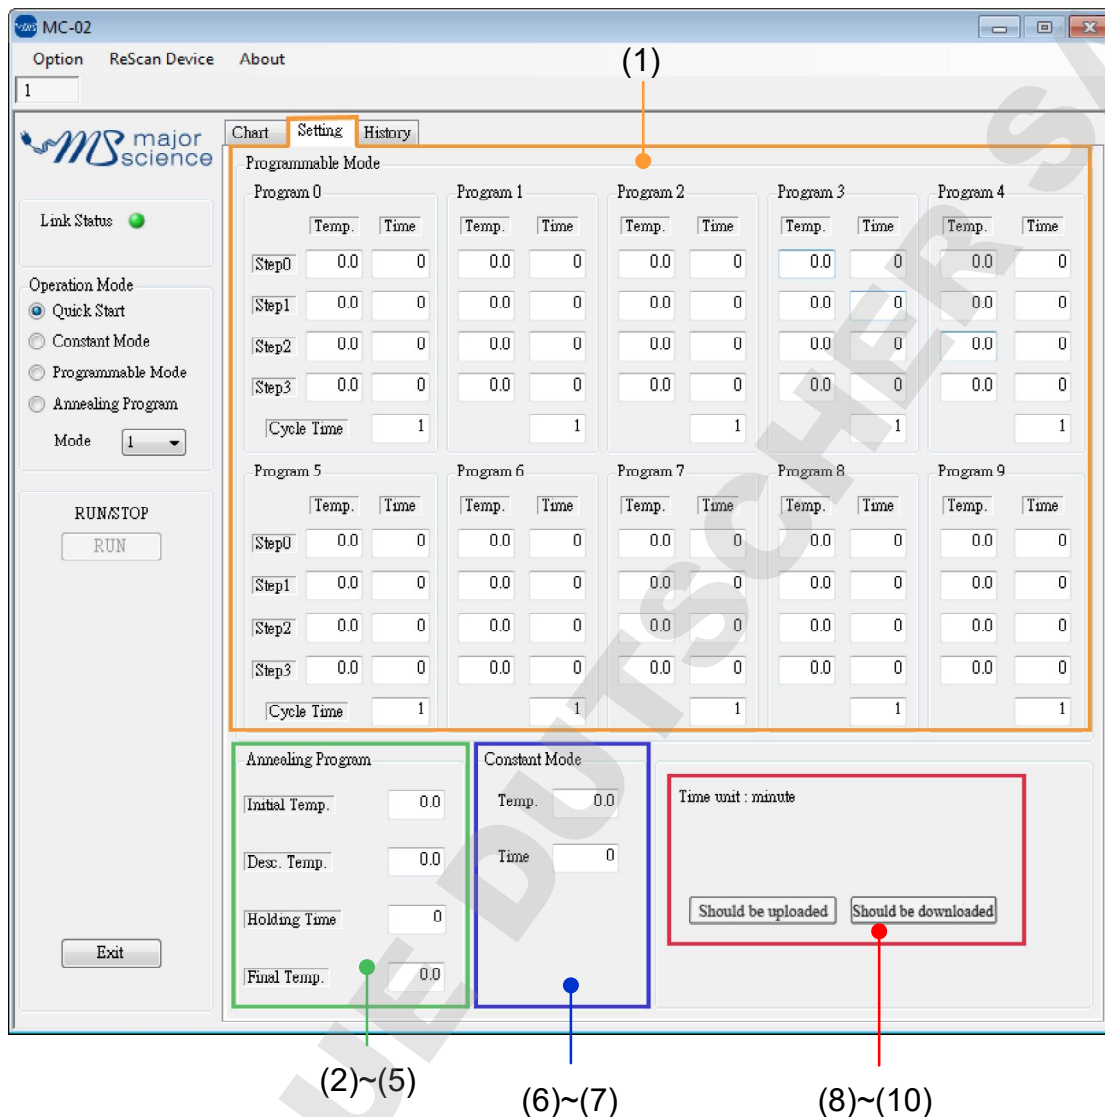 MC-02
Option ReScan Device About
(1)
1
MS major science
Chart Setting History
Programmable Mode
Program 0 Program 1 Program 2 Program 3 Program 4
Link Status
Temp. Time Temp. Time Temp. Time Temp. Time Temp. Time
Step0 0.0 0 0.0 0 0.0 0 0.0 0 0.0 0
Operation Mode
Quick Start
Step1 0.0 0 0.0 0 0.0 0 0.0 0 0.0 0
Constant Mode
Step2 0.0 0 0.0 0 0.0 0 0.0 0 0.0 0
Programmable Mode
Step3 0.0 0 0.0 0 0.0 0 0.0 0 0.0 0
Annealing Program
Cycle Time 1 1 1 1 1
Mode 1
Program 5 Program 6 Program 7 Program 8 Program 9
RUN/STOP
Temp. Time Temp. Time Temp. Time Temp. Time Temp. Time
RUN
Step0 0.0 0 0.0 0 0.0 0 0.0 0 0.0 0
Step1 0.0 0 0.0 0 0.0 0 0.0 0 0.0 0
Step2 0.0 0 0.0 0 0.0 0 0.0 0 0.0 0
Step3 0.0 0 0.0 0 0.0 0 0.0 0 0.0 0
Cycle Time 1 1 1 1 1
Annealing Program
Initial Temp. 0.0
Desc. Temp. 0.0
Holding Time 0
Final Temp. 0.0
Constant Mode
Temp. 0.0
Time 0
Time unit : minute
Should be uploaded Should be downloaded
Exit
(2)~(5)
(6)~(7)
(8)~(10)
UE DUTSCHER SA